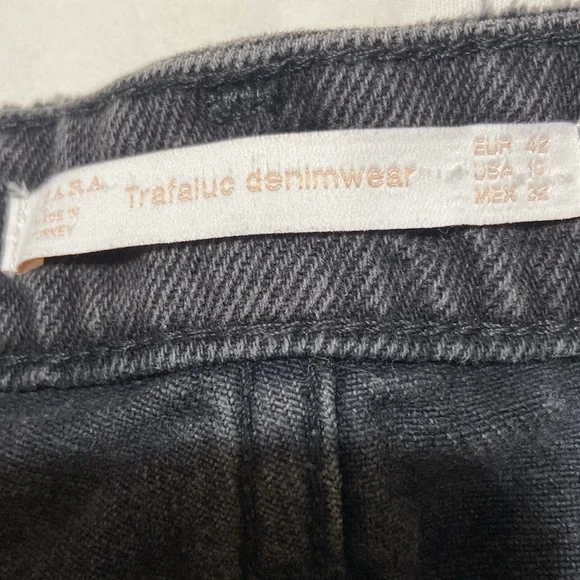 ZARA
MADE IN
TURKEY
Trafaluc denimwear
EUR 42
USA 10
MEX 32